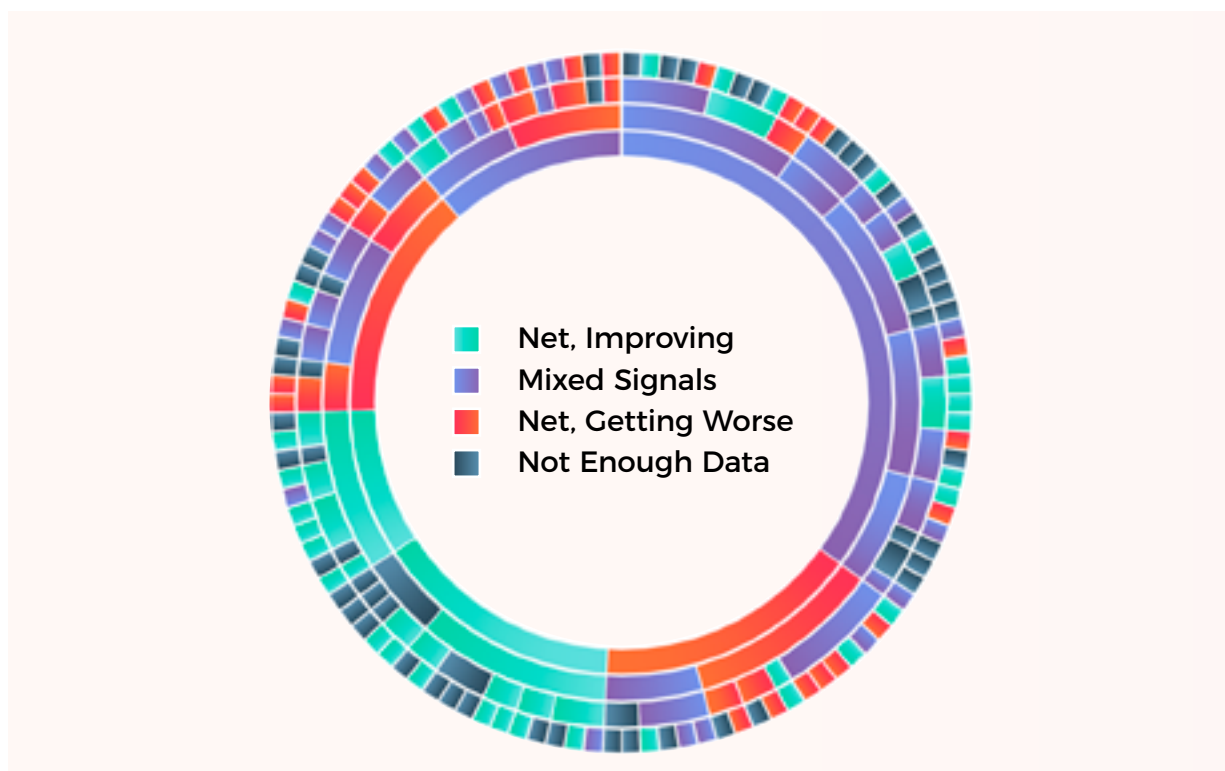 Net, Improving
Mixed Signals
Net, Getting Worse
Not Enough Data